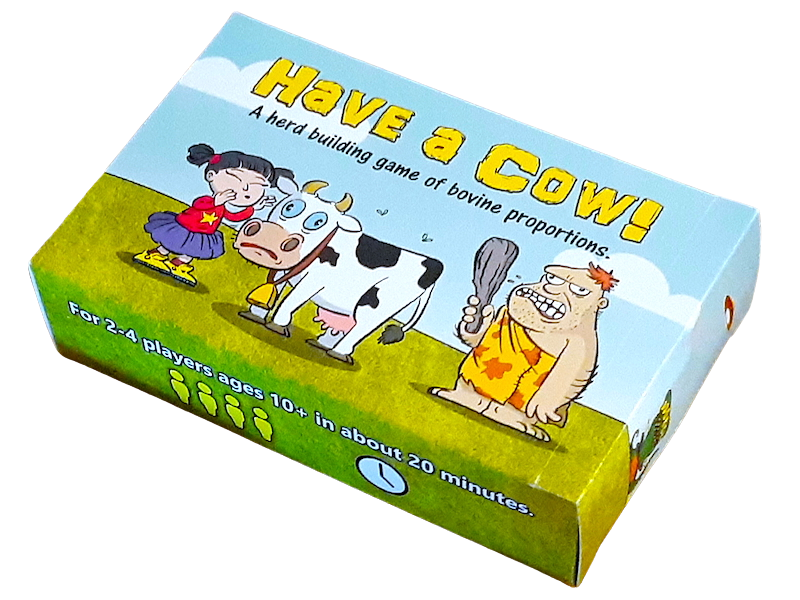 Have a Cow!
A herd building game of bovine proportions.
For 2-4 players ages 10+ in about 20 minutes.